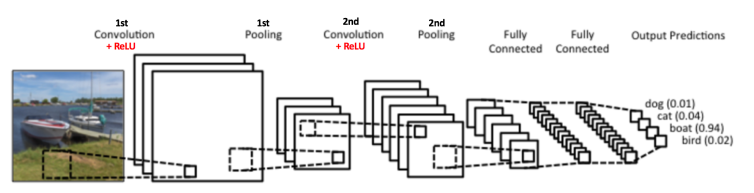 1st
Convolution
+ ReLU
1st
Pooling
2nd
Convolution
+ ReLU
2nd
Pooling
Fully
Connected
Fully
Connected
Output Predictions
dog (0.01)
cat (0.04)
boat (0.94)
bird (0.02)